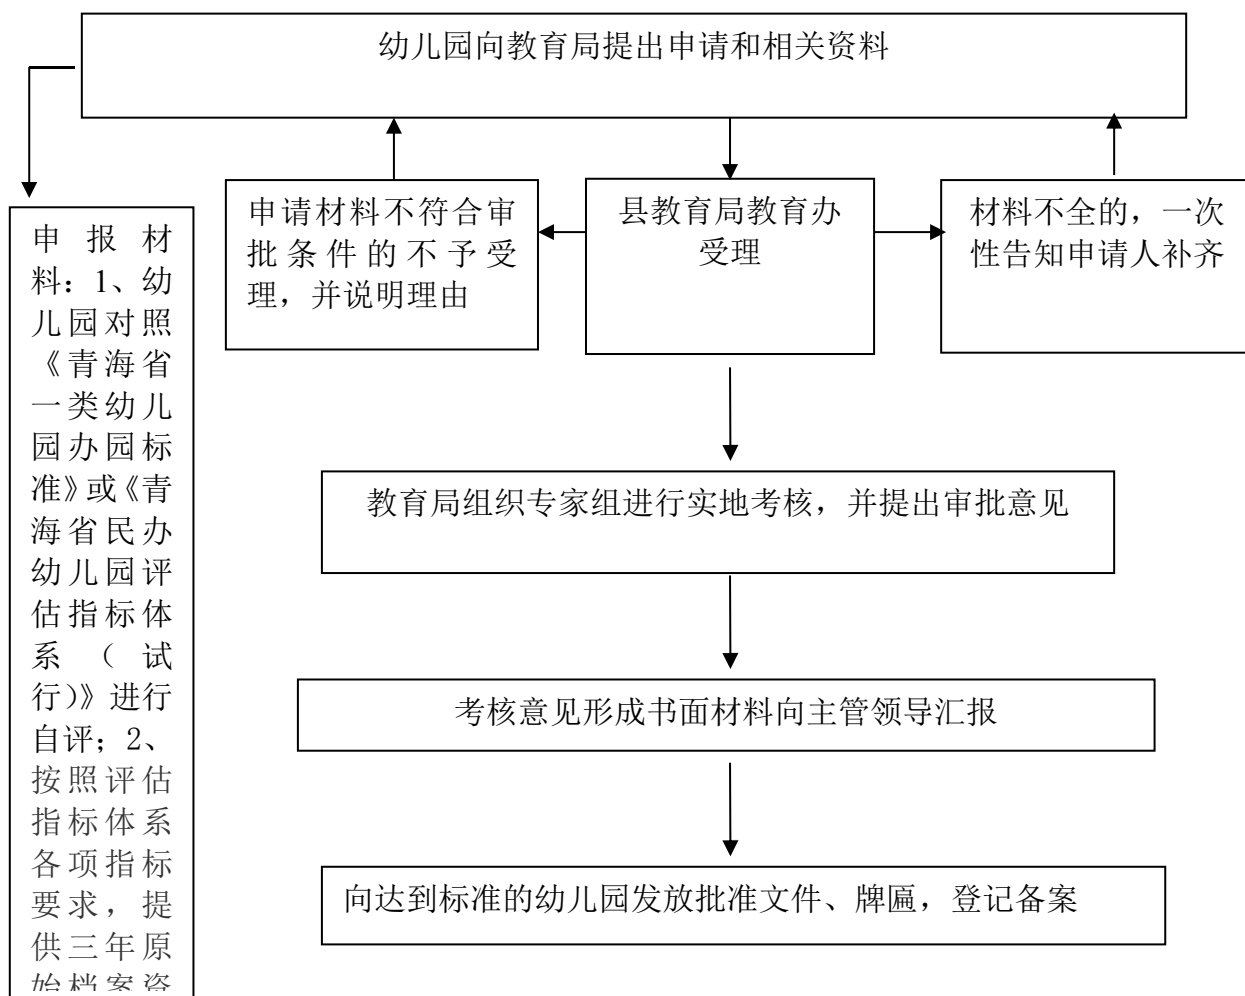 幼儿园向教育局提出申请和相关资料
申请材料不符合审
批条件的不予受
理，并说明理由
县教育局教育办
受理
材料不全的，一次
性告知申请人补齐
申报材
料：1、幼
儿园对照
《青海省
一类幼儿
园办园标
准》或《青
海省民办
幼儿园评
估指标体
系（试
行)》进行
自评；2、
按照评估
指标体系
各项指标
要求，提
供三年原
始档案资
教育局组织专家组进行实地考核，并提出审批意见
考核意见形成书面材料向主管领导汇报
向达到标准的幼儿园发放批准文件、牌匾，登记备案